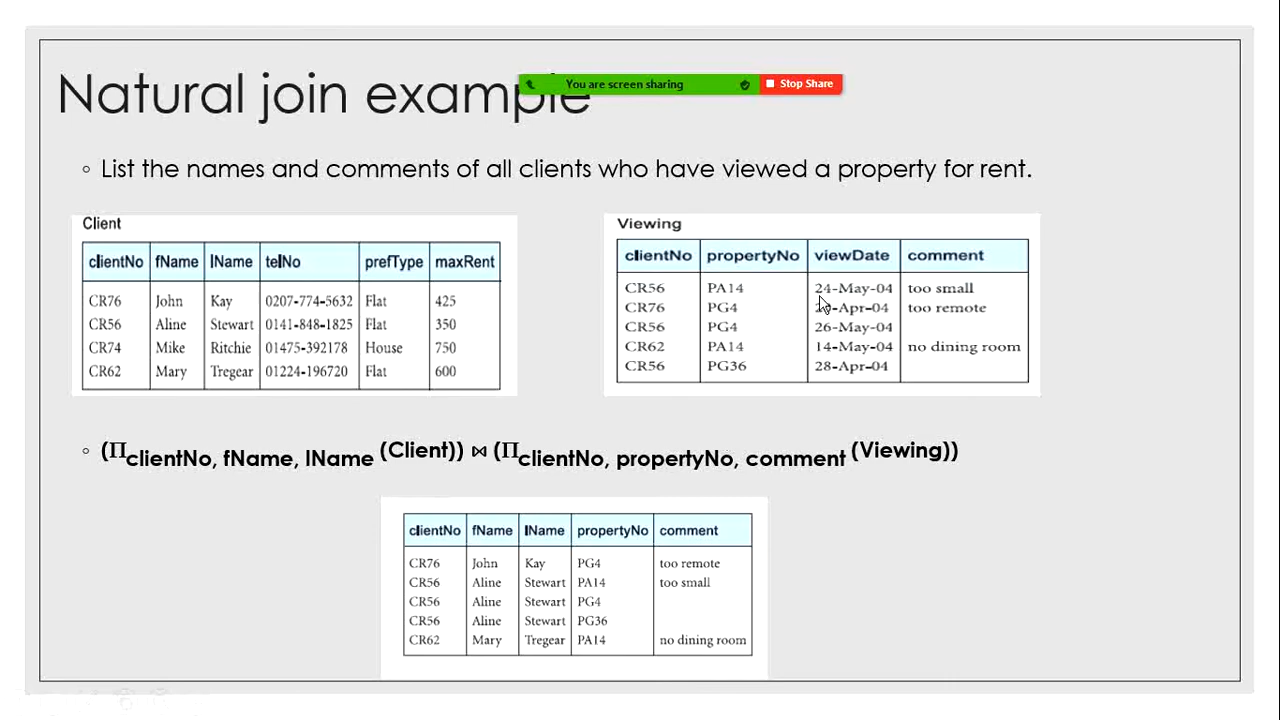 Natural join example
You are screen sharing
Stop Share
◦ List the names and comments of all clients who have viewed a property for rent.
Client
clientNo fName lName telNo prefType maxRent
CR76 John Kay 0207-774-5632 Flat 425
CR56 Aline Stewart 0141-848-1825 Flat 350
CR74 Mike Ritchie 01475-392178 House 750
CR62 Mary Tregear 01224-196720 Flat 600
Viewing
clientNo propertyNo viewDate comment
CR56 PA14 24-May-04 too small
CR76 PG4 -Apr-04 too remote
CR56 PG4 26-May-04
CR62 PA14 14-May-04 no dining room
CR56 PG36 28-Apr-04
◦ (Π clientNo, fName, lName (Client)) ⋈ (Π clientNo, propertyNo, comment (Viewing))
clientNo fName lName propertyNo comment
CR76 John Kay PG4 too remote
CR56 Aline Stewart PA14 too small
CR56 Aline Stewart PG4
CR56 Aline Stewart PG36
CR62 Mary Tregear PA14 no dining room